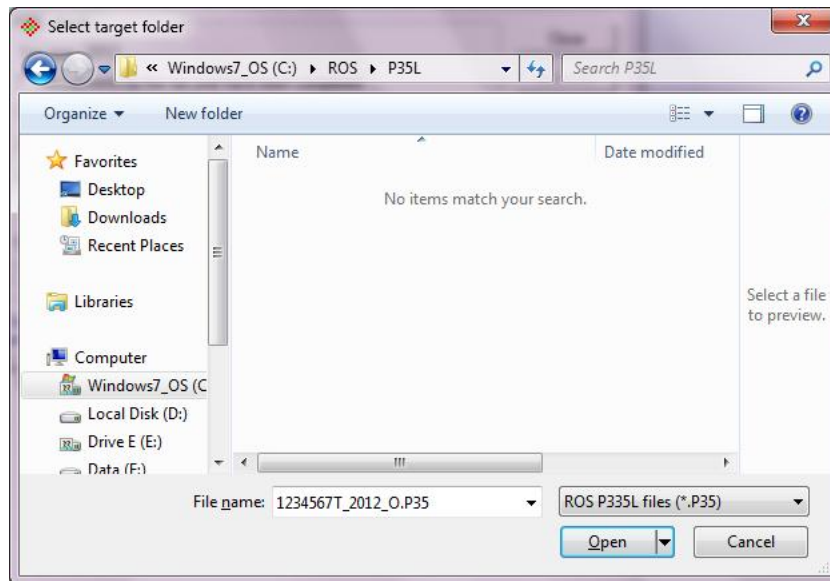 Select target folder
« Windows7_OS (C:) ▸ ROS ▸ P35L
Search P35L
Organize
New folder
Name
Date modified
Favorites
Desktop
Downloads
Recent Places
Libraries
Computer
Windows7_OS (C
Local Disk (D:)
Drive E (E:)
Data (F:)
No items match your search.
Select a file
to preview.
File name: 1234567T_2012_O.P35
ROS P335L files (*.P35)
Open
Cancel